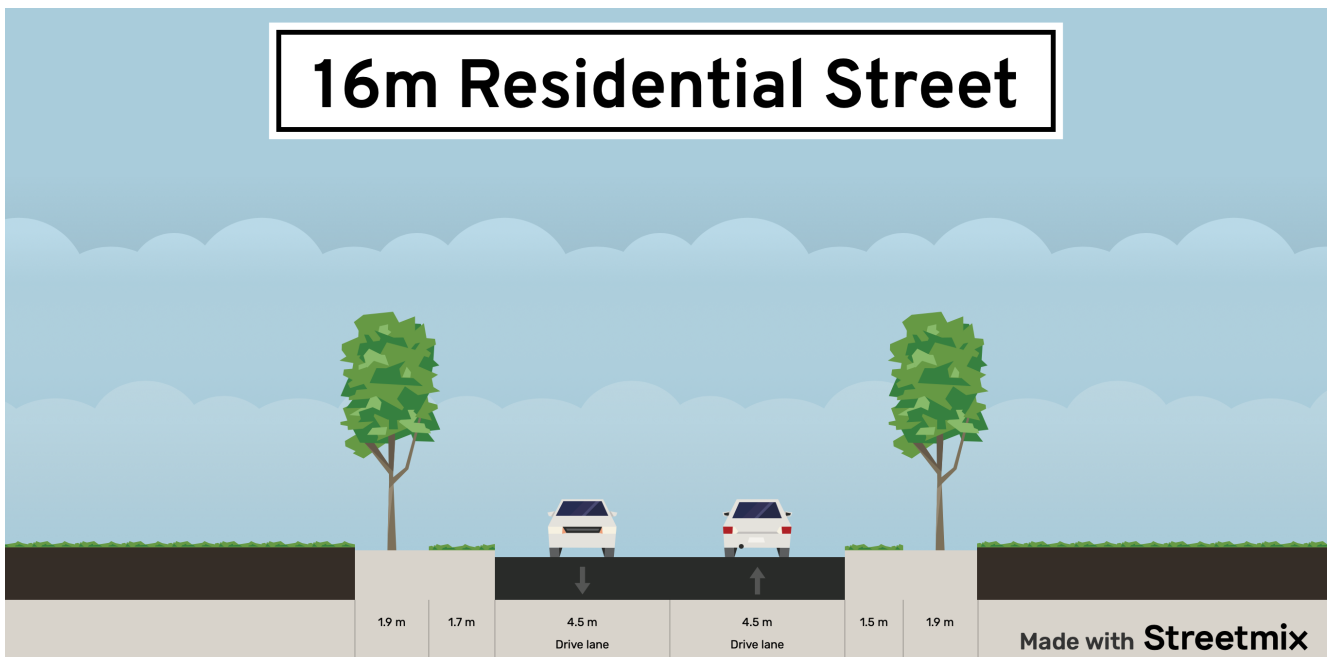 16m Residential Street
1.9 m
1.7 m
4.5 m
Drive lane
4.5 m
Drive lane
1.5 m
1.9 m
Made with Streetmix